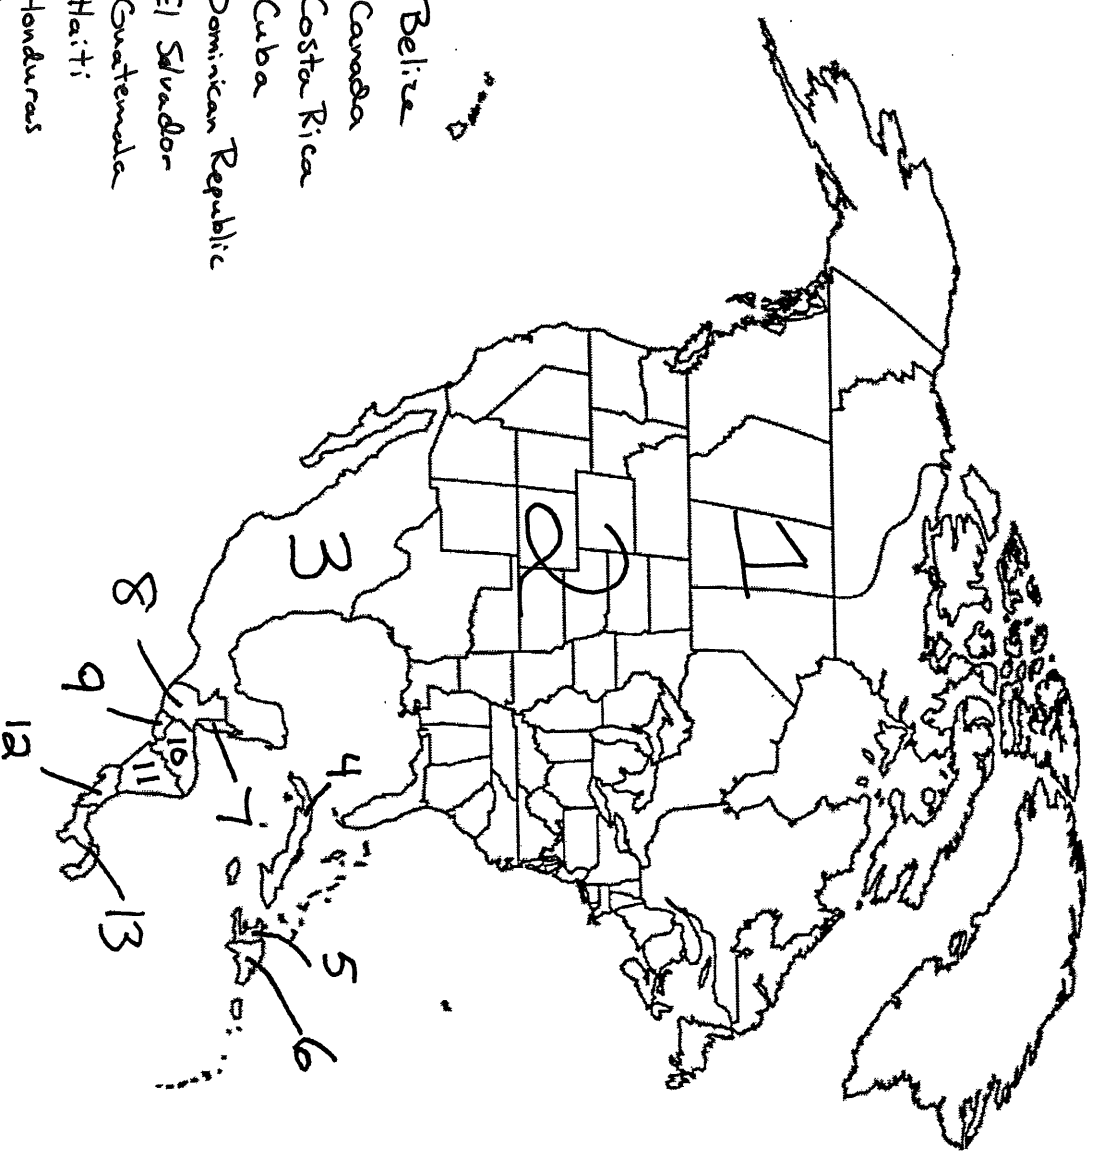 Belize
Canada
Costa Rica
Cuba
Dominican Republic
El Salvador
Guatemala
Haiti
Honduras
1
2
3
4
5
6
7
8
9
10
11
12
13